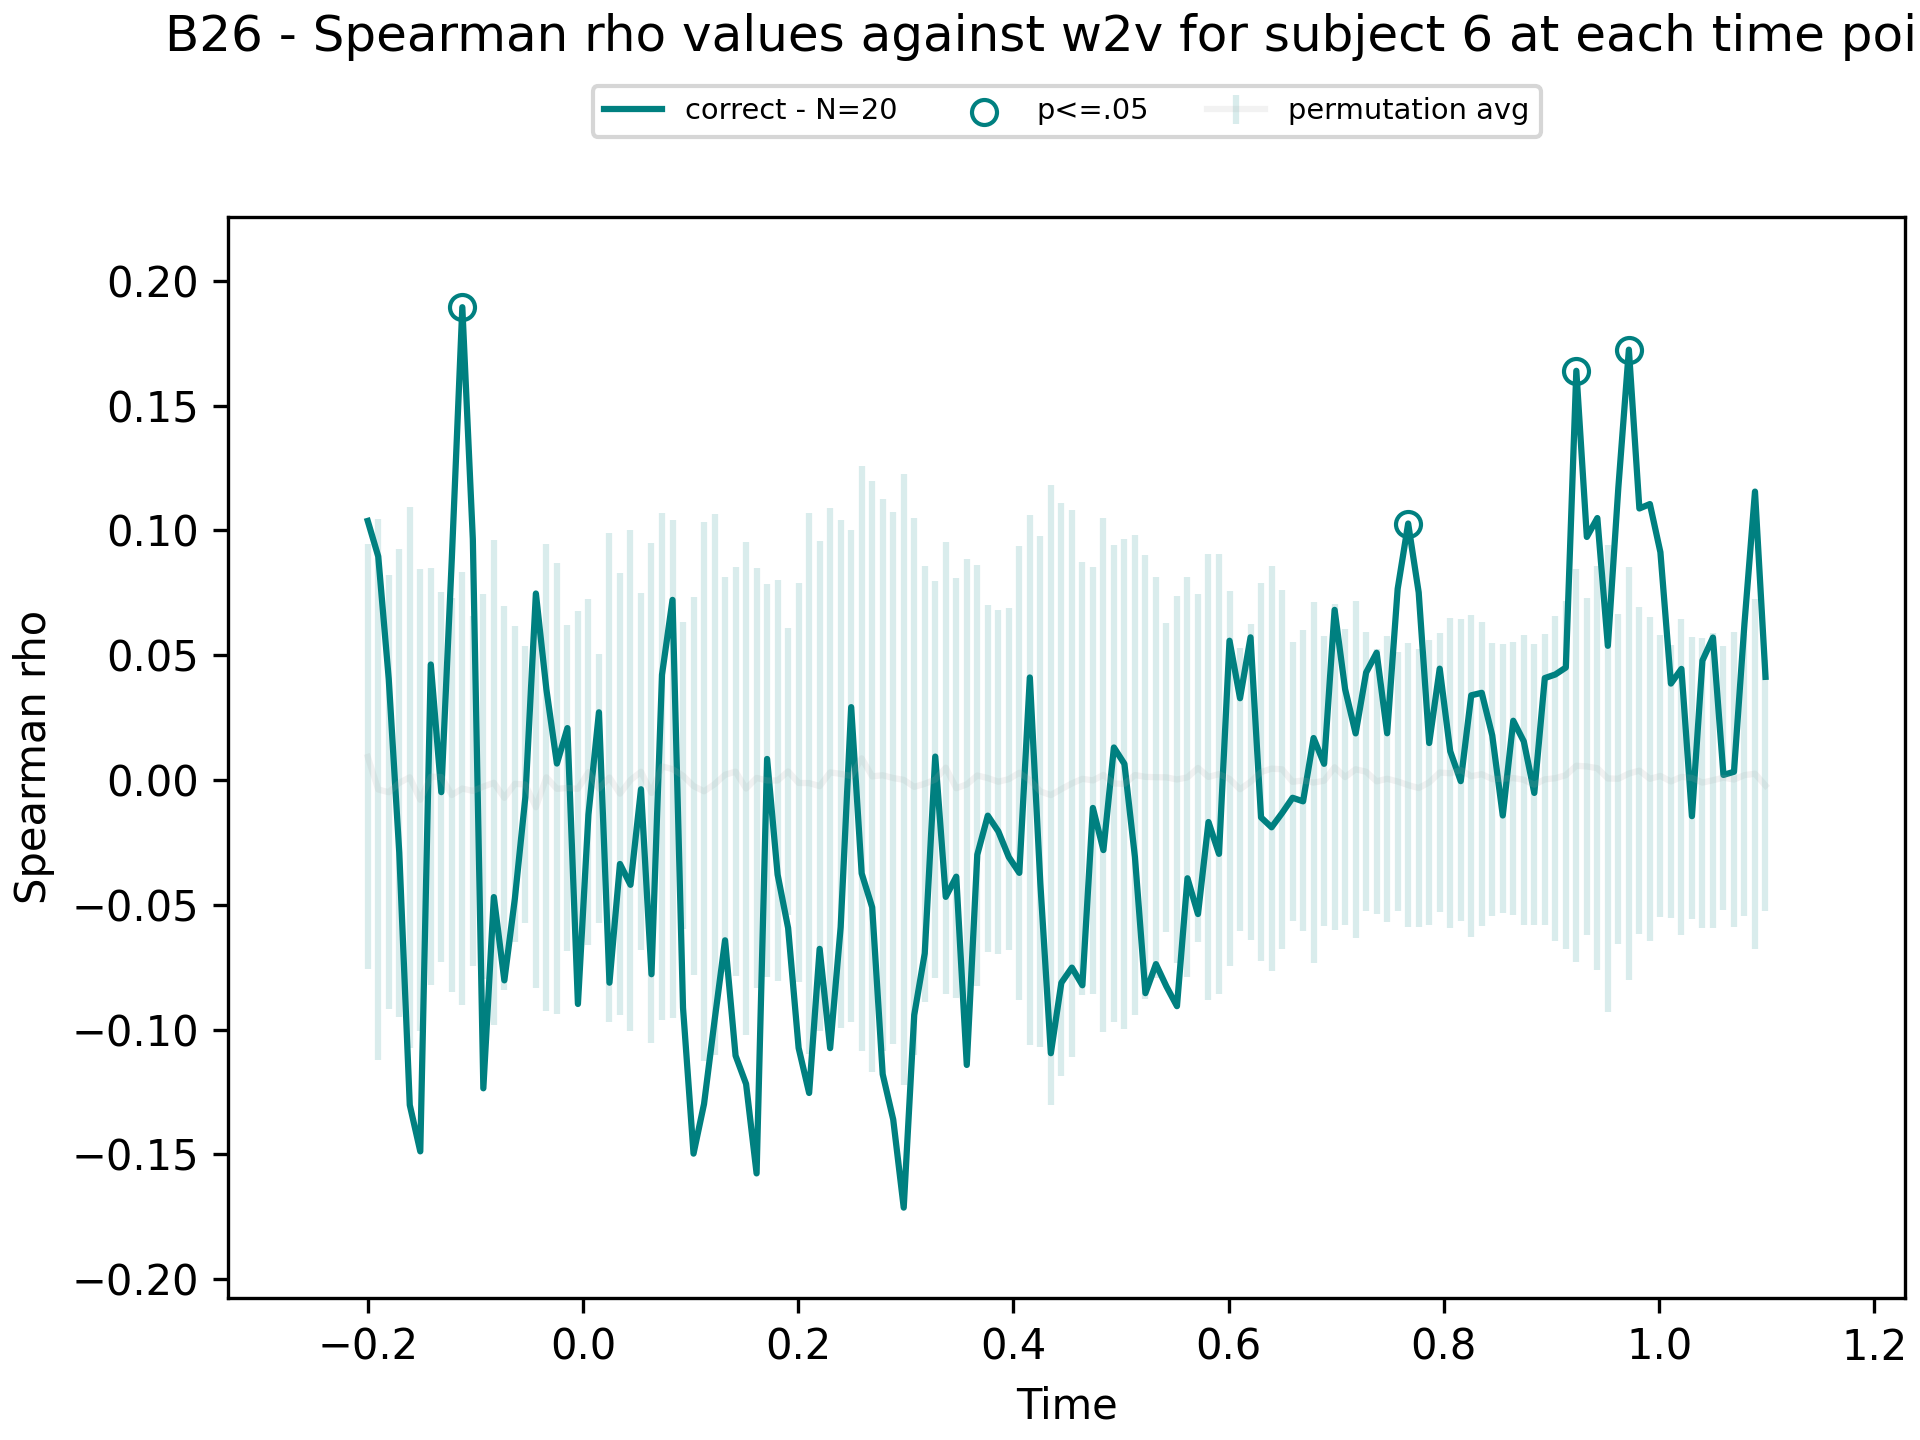 B26 - Spearman rho values against w2v for subject 6 at each time poi
correct - N=20 p<=.05 permutation avg
Spearman rho
0.20
0.15
0.10
0.05
0.00
−0.05
−0.10
−0.15
−0.20
−0.2 0.0 0.2 0.4 0.6 0.8 1.0 1.2
Time